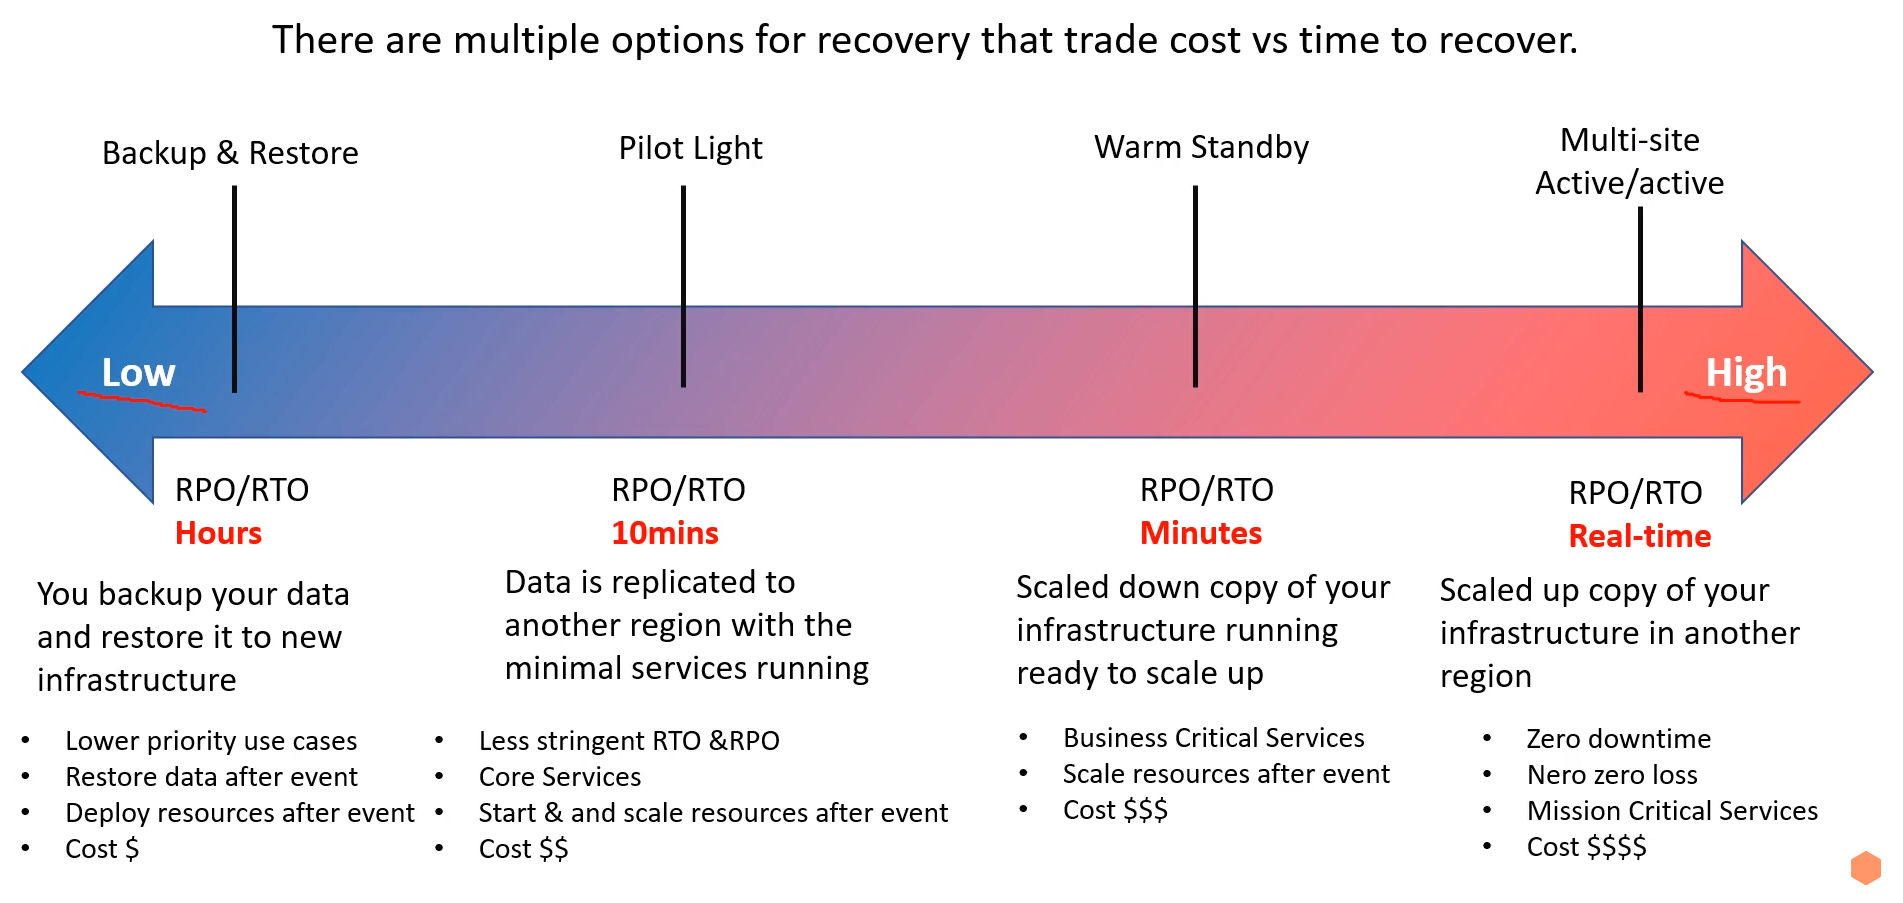 There are multiple options for recovery that trade cost vs time to recover.
Backup & Restore
Pilot Light
Warm Standby
Multi-site
Active/active
Low
High
RPO/RTO
Hours
You backup your data
and restore it to new
infrastructure
• Lower priority use cases
• Restore data after event
• Deploy resources after event
• Cost $
RPO/RTO
10mins
Data is replicated to
another region with the
minimal services running
• Less stringent RTO &RPO
• Core Services
• Start & and scale resources after event
• Cost $$
RPO/RTO
Minutes
Scaled down copy of your
infrastructure running
ready to scale up
• Business Critical Services
• Scale resources after event
• Cost $$$
RPO/RTO
Real-time
Scaled up copy of your
infrastructure in another
region
• Zero downtime
• Nero zero loss
• Mission Critical Services
• Cost $$$$